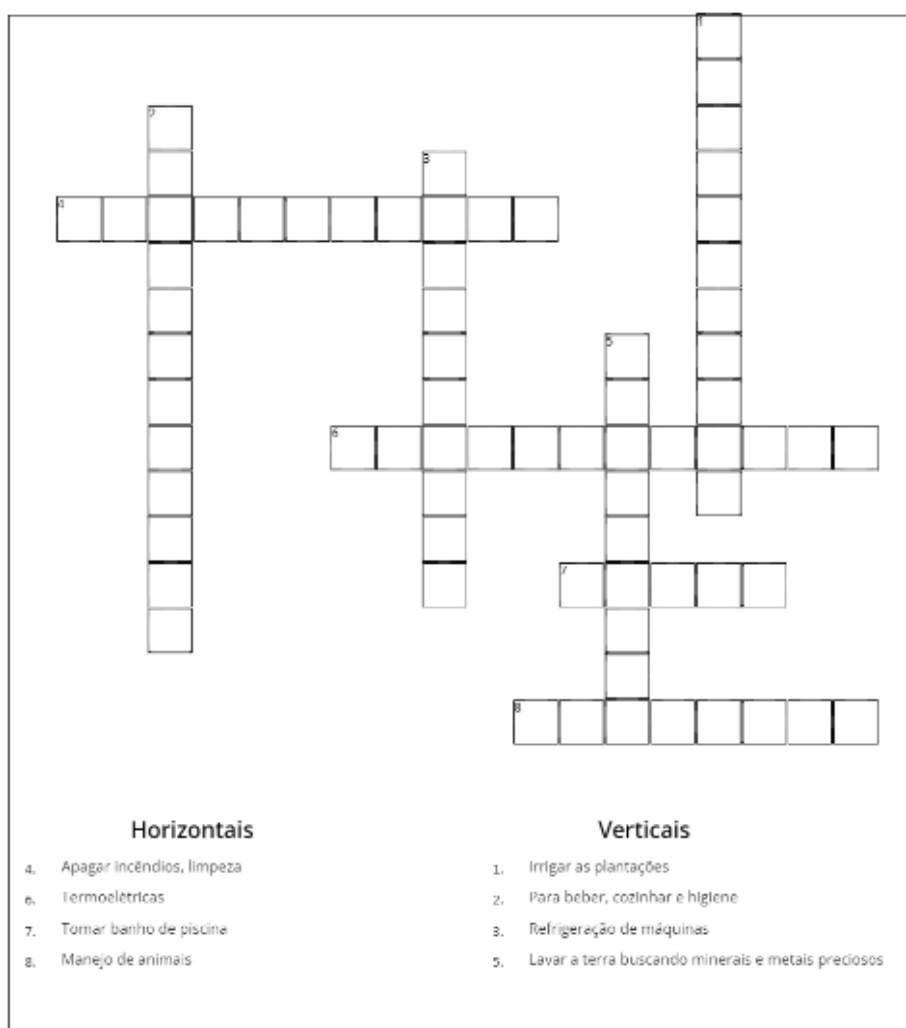 1
2
3
4
5
6
7
8
Horizontais
4. Apagar incêndios, limpeza
6. Termoelétricas
7. Tomar banho de piscina
8. Manejo de animais
Verticais
1. Irrigar as plantações
2. Para beber, cozinhar e higiene
3. Refrigeração de máquinas
5. Lavar a terra buscando minerais e metais preciosos